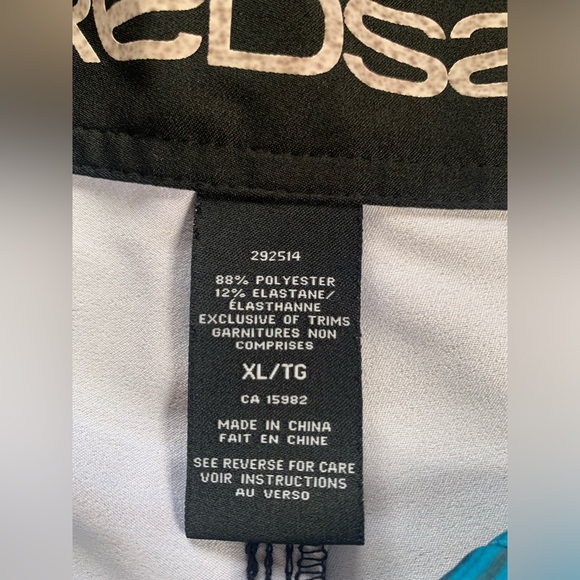 REDsa
292514
88% POLYESTER
12% ELASTANE/
ÉLASTHANNE
EXCLUSIVE OF TRIMS
GARNITURES NON
COMPRISES
XL/TG
CA 15982
MADE IN CHINA
FAIT EN CHINE
SEE REVERSE FOR CARE
VOIR INSTRUCTIONS
AU VERSO